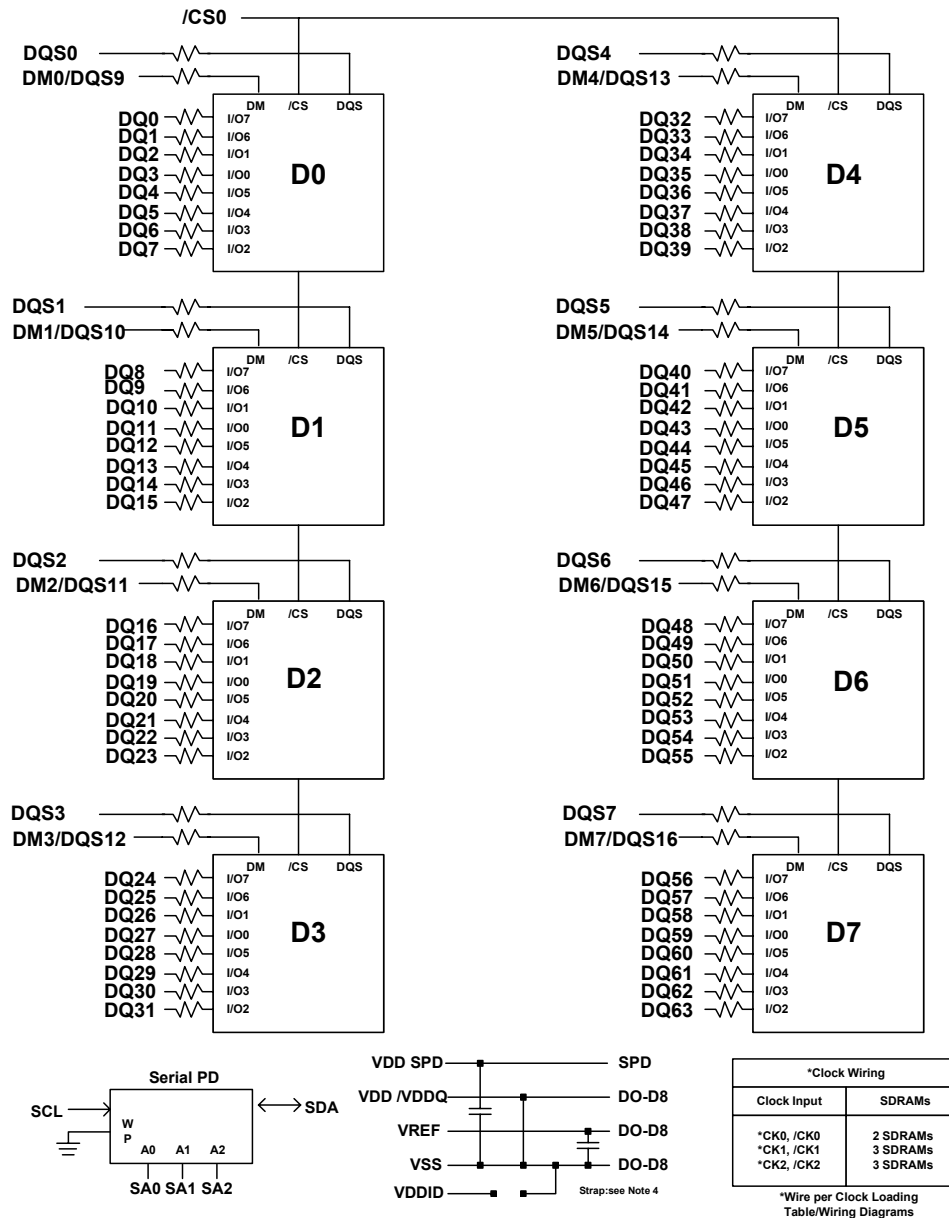 /CS0
DQS0
DM0/DQS9
DM /CS DQS
DQ0 I/O7
DQ1 I/O6
DQ2 I/O1
DQ3 I/O0
DQ4 I/O5
DQ5 I/O4
DQ6 I/O3
DQ7 I/O2
D0
DQS4
DM4/DQS13
DM /CS DQS
DQ32 I/O7
DQ33 I/O6
DQ34 I/O1
DQ35 I/O0
DQ36 I/O5
DQ37 I/O4
DQ38 I/O3
DQ39 I/O2
D4
DQS1
DM1/DQS10
DM /CS DQS
DQ8 I/O7
DQ9 I/O6
DQ10 I/O1
DQ11 I/O0
DQ12 I/O5
DQ13 I/O4
DQ14 I/O3
DQ15 I/O2
D1
DQS5
DM5/DQS14
DM /CS DQS
DQ40 I/O7
DQ41 I/O6
DQ42 I/O1
DQ43 I/O0
DQ44 I/O5
DQ45 I/O4
DQ46 I/O3
DQ47 I/O2
D5
DQS2
DM2/DQS11
DM /CS DQS
DQ16 I/O7
DQ17 I/O6
DQ18 I/O1
DQ19 I/O0
DQ20 I/O5
DQ21 I/O4
DQ22 I/O3
DQ23 I/O2
D2
DQS6
DM6/DQS15
DM /CS DQS
DQ48 I/O7
DQ49 I/O6
DQ50 I/O1
DQ51 I/O0
DQ52 I/O5
DQ53 I/O4
DQ54 I/O3
DQ55 I/O2
D6
DQS3
DM3/DQS12
DM /CS DQS
DQ24 I/O7
DQ25 I/O6
DQ26 I/O1
DQ27 I/O0
DQ28 I/O5
DQ29 I/O4
DQ30 I/O3
DQ31 I/O2
D3
DQS7
DM7/DQS16
DM /CS DQS
DQ56 I/O7
DQ57 I/O6
DQ58 I/O1
DQ59 I/O0
DQ60 I/O5
DQ61 I/O4
DQ62 I/O3
DQ63 I/O2
D7
Serial PD
SCL
SDA
W
P
A0 A1 A2
SA0 SA1 SA2
VDD SPD SPD
VDD /VDDQ DO-D8
VREF DO-D8
VSS DO-D8
VDDID Strap:see Note 4
*Clock Wiring
Clock Input SDRAMs
*CK0, /CK0 2 SDRAMs
*CK1, /CK1 3 SDRAMs
*CK2, /CK2 3 SDRAMs
*Wire per Clock Loading
Table/Wiring Diagrams